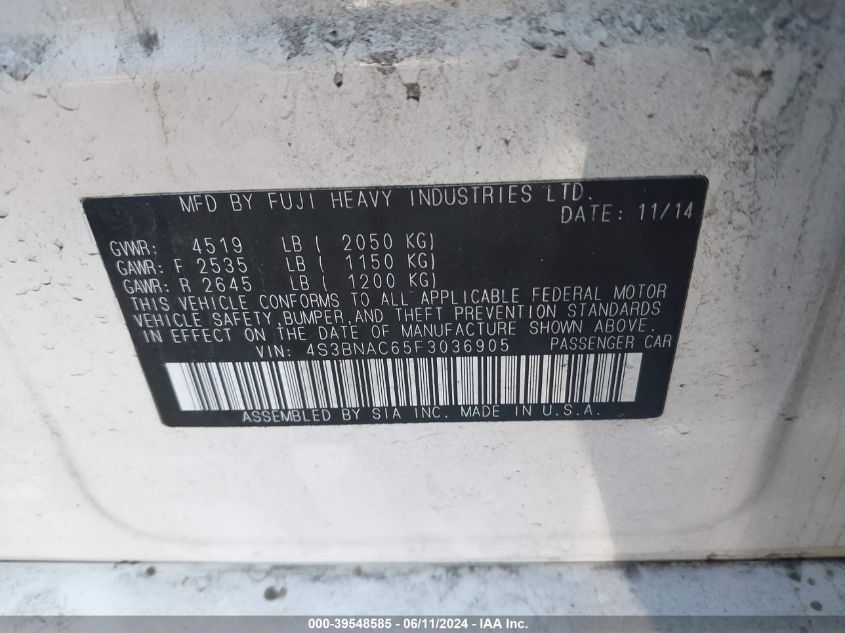 MFD BY FUJI HEAVY INDUSTRIES LTD.
DATE: 11/14
GVWR: 4519 LB ( 2050 KG)
GAWR: F 2535 LB ( 1150 KG)
GAWR: R 2645 LB ( 1200 KG)
THIS VEHICLE CONFORMS TO ALL APPLICABLE FEDERAL MOTOR
VEHICLE SAFETY, BUMPER, AND THEFT PREVENTION STANDARDS
IN EFFECT ON THE DATE OF MANUFACTURE SHOWN ABOVE.
VIN: 4S3BNAC65F3036905 PASSENGER CAR
ASSEMBLED BY SIA INC. MADE IN U.S.A.
000-39548585 - 06/11/2024 - IAA Inc.